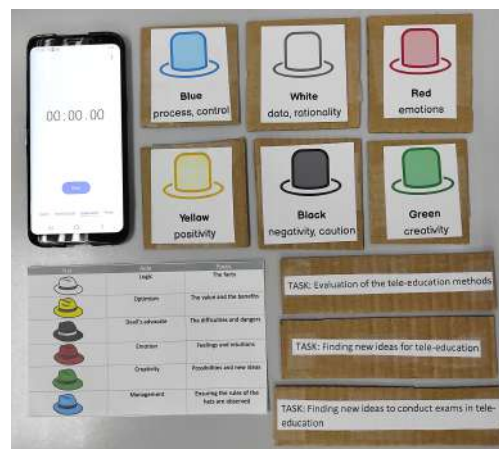 00:00.00
Blue
process, control
White
data, rationality
Red
emotions
Yellow
positivity
Black
negativity, caution
Green
creativity
Logic
The facts
Optimism
The value and the benefits
Devil's advocate
The difficulties and dangers
Emotion
Feelings and intuitions
Creativity
Possibilities and new ideas
Management
Ensuring the rules of the
hats are observed
TASK: Evaluation of the tele-education methods
TASK: Finding new ideas for tele-education
TASK: Finding new ideas to conduct exams in tele-
education